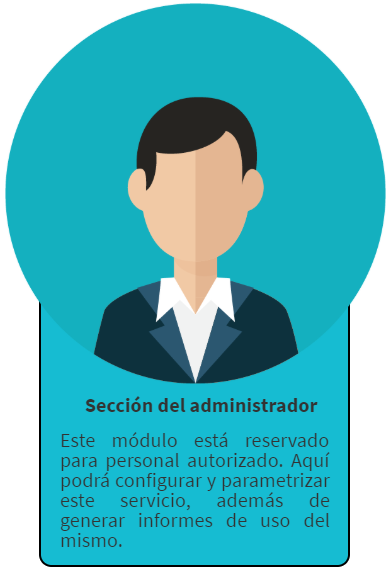 Sección del administrador
Este módulo está reservado
para personal autorizado. Aquí
podrá configurar y parametrizar
este servicio, además de
generar informes de uso del
mismo.